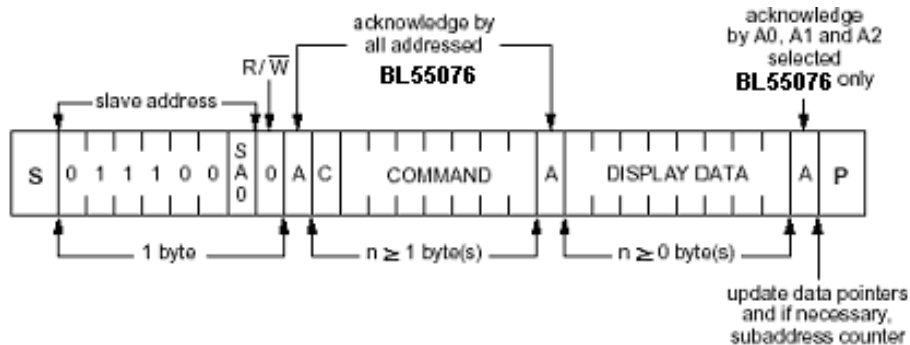 acknowledge by
all addressed
BL55076
acknowledge
by A0, A1 and A2
selected
BL55076 only
R/W̅
slave address
S 0 1 1 1 0 0 SA0 0 A C COMMAND A DISPLAY DATA A P
1 byte
n ≥ 1 byte(s)
n ≥ 0 byte(s)
update data pointers
and if necessary,
subaddress counter